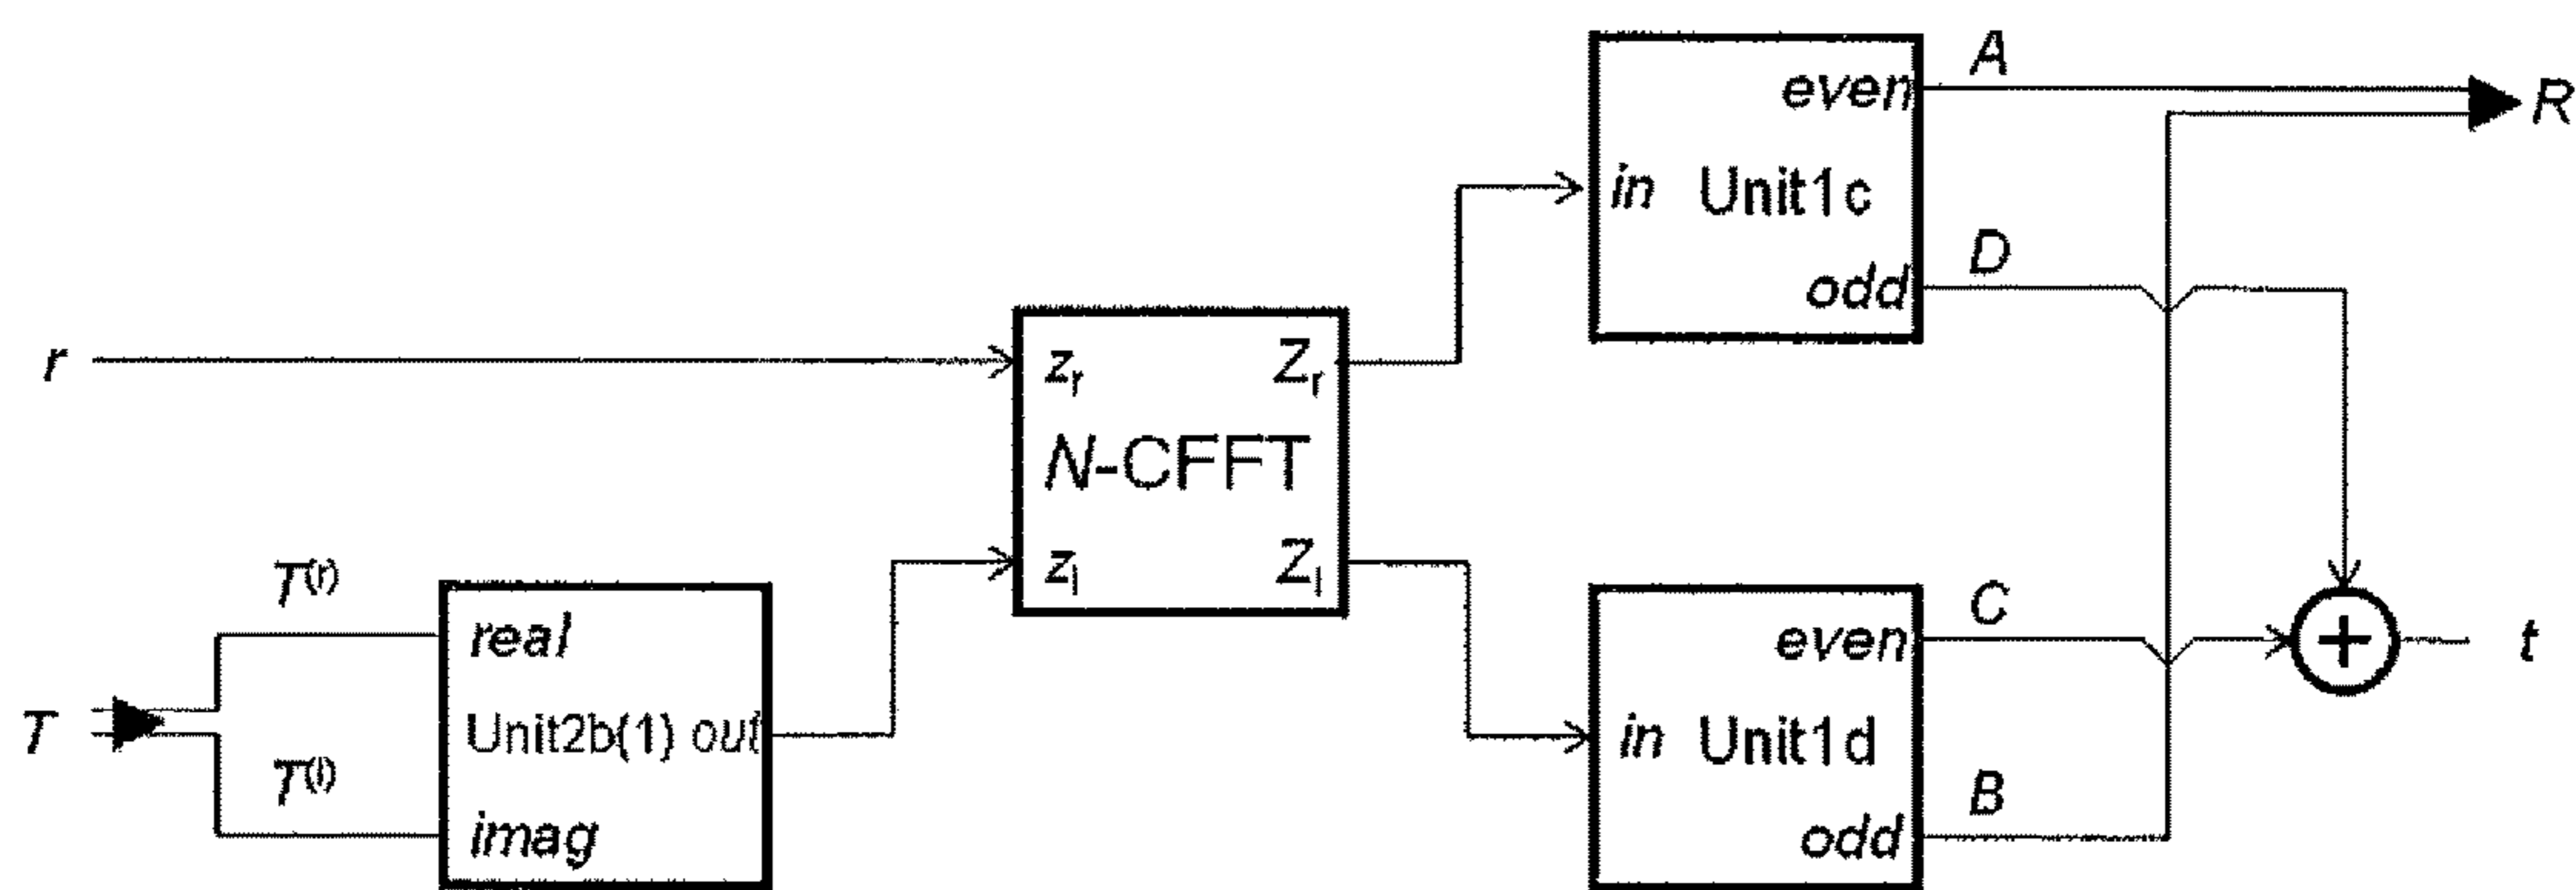 A
even
R
in Unit1c
D
odd
r
zr Zr
N-CFFT
zi Zi
T(r)
real
C
even
+
t
T
Unit2b(1) out
in Unit1d
T(i)
B
imag
odd